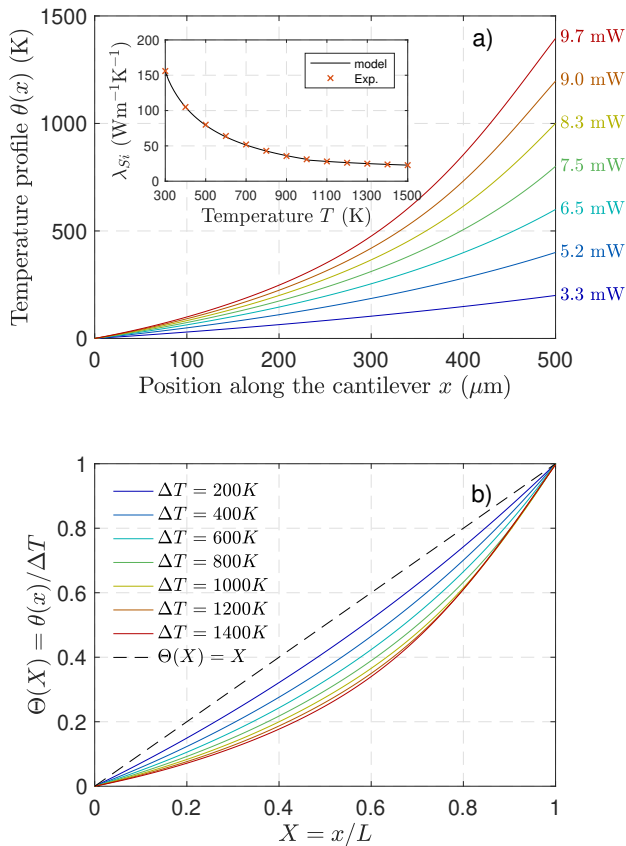 a)
Temperature profile θ(x) (K)
1500
1000
500
0
0 100 200 300 400 500
Position along the cantilever x (μm)
9.7 mW
9.0 mW
8.3 mW
7.5 mW
6.5 mW
5.2 mW
3.3 mW
λ_{Si} (Wm⁻¹K⁻¹)
200
150
100
50
0
300 500 700 900 1100 1300 1500
Temperature T (K)
model
Exp.
b)
Θ(X) = θ(x)/ΔT
1
0.8
0.6
0.4
0.2
0
0 0.2 0.4 0.6 0.8 1
X = x/L
ΔT = 200K
ΔT = 400K
ΔT = 600K
ΔT = 800K
ΔT = 1000K
ΔT = 1200K
ΔT = 1400K
Θ(X) = X